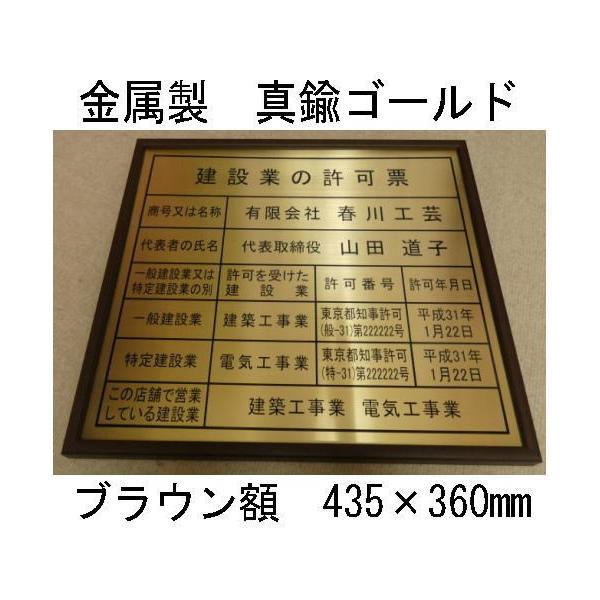 金属製　真鍮ゴールド
建設業の許可票
商号又は名称 有限会社 春川工芸
代表者の氏名 代表取締役 山田 道子
一般建設業又は
特定建設業の別
許可を受けた
建設業
許可番号
許可年月日
一般建設業
建築工事業
東京都知事許可
(般-31)第222222号
平成31年
1月22日
特定建設業
電気工事業
東京都知事許可
(特-31)第222222号
平成31年
1月22日
この店舗で営業
している建設業
建築工事業 電気工事業
ブラウン額　435×360mm